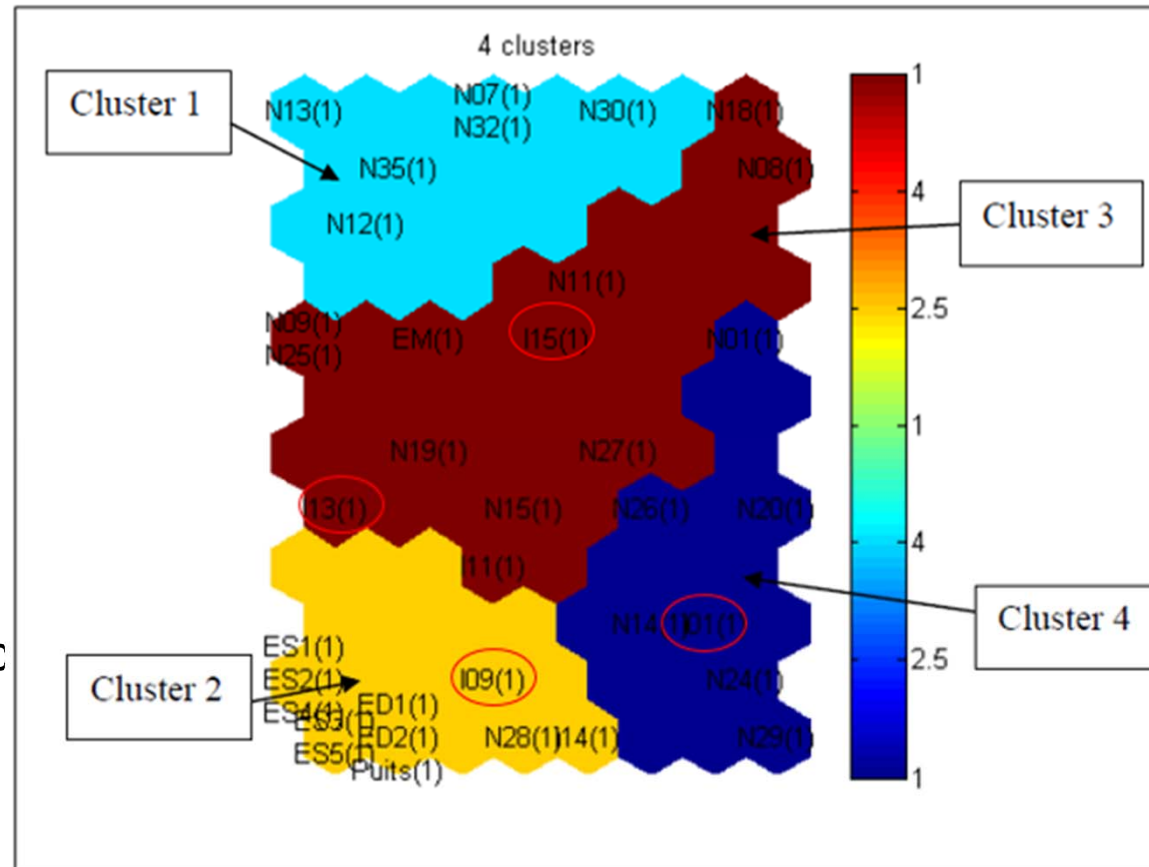 4 clusters
Cluster 1
N13(1)
N07(1)
N32(1)
N30(1)
N18(1)
1
N35(1)
N08(1)
4
Cluster 3
N12(1)
N11(1)
2.5
N09(1)
N25(1)
EM(1)
I15(1)
N01(1)
1
N19(1)
N27(1)
I13(1)
N15(1)
N26(1)
N20(1)
4
I11(1)
N14(1)
I01(1)
Cluster 4
ES1(1)
ES2(1)
ES4(1)
ES3(1)
ES5(1)
Cluster 2
I09(1)
N24(1)
2.5
ED1(1)
ED2(1)
Puits(1)
N28(1)
I14(1)
N29(1)
1